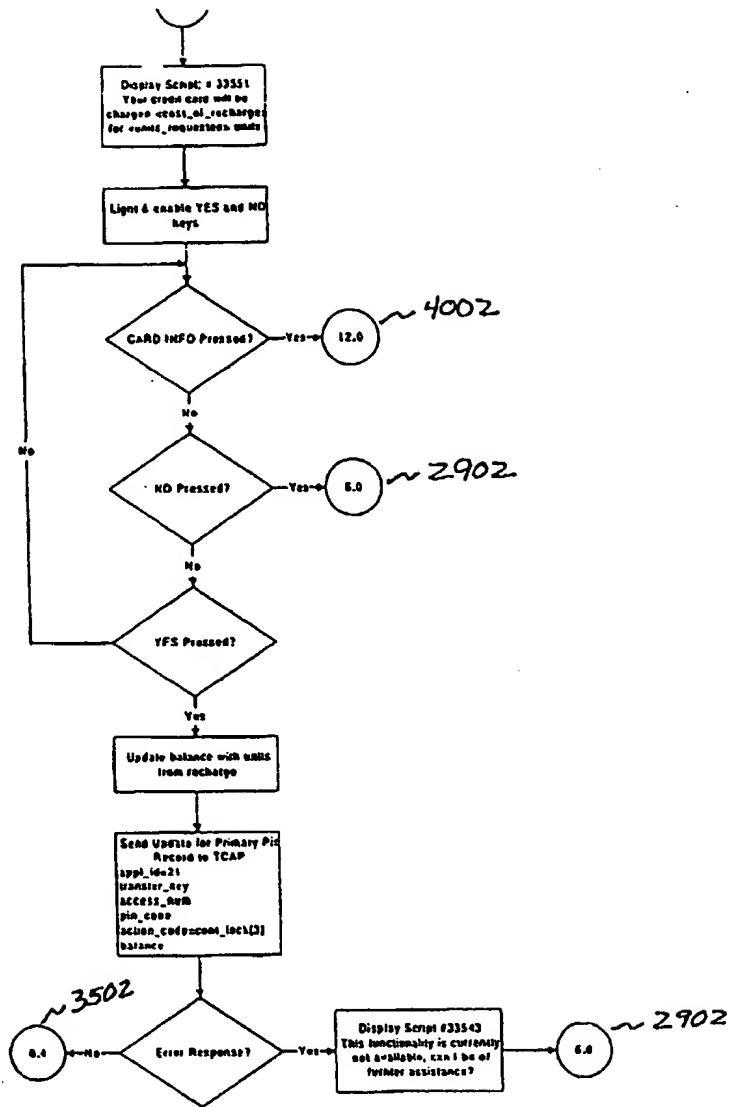 Display Script: # 33551
Your credit card will be
charged <cost_of_recharge>
for <units_requested> units
Light & enable YES and NO
keys
CARD INFO Pressed?
Yes
12.0
4002
No
No
NO Pressed?
Yes
6.0
2902
No
YES Pressed?
Yes
Update balance with units
from recharge
Send Update for Primary Pin
Record to TCAP
appl_id=21
transfer_key
access_num
pin_code
action_code=cont_lock[3]
balance
3502
No
Error Response?
Yes
Display Script #33543
This functionality is currently
not available, can I be of
further assistance?
6.0
2902